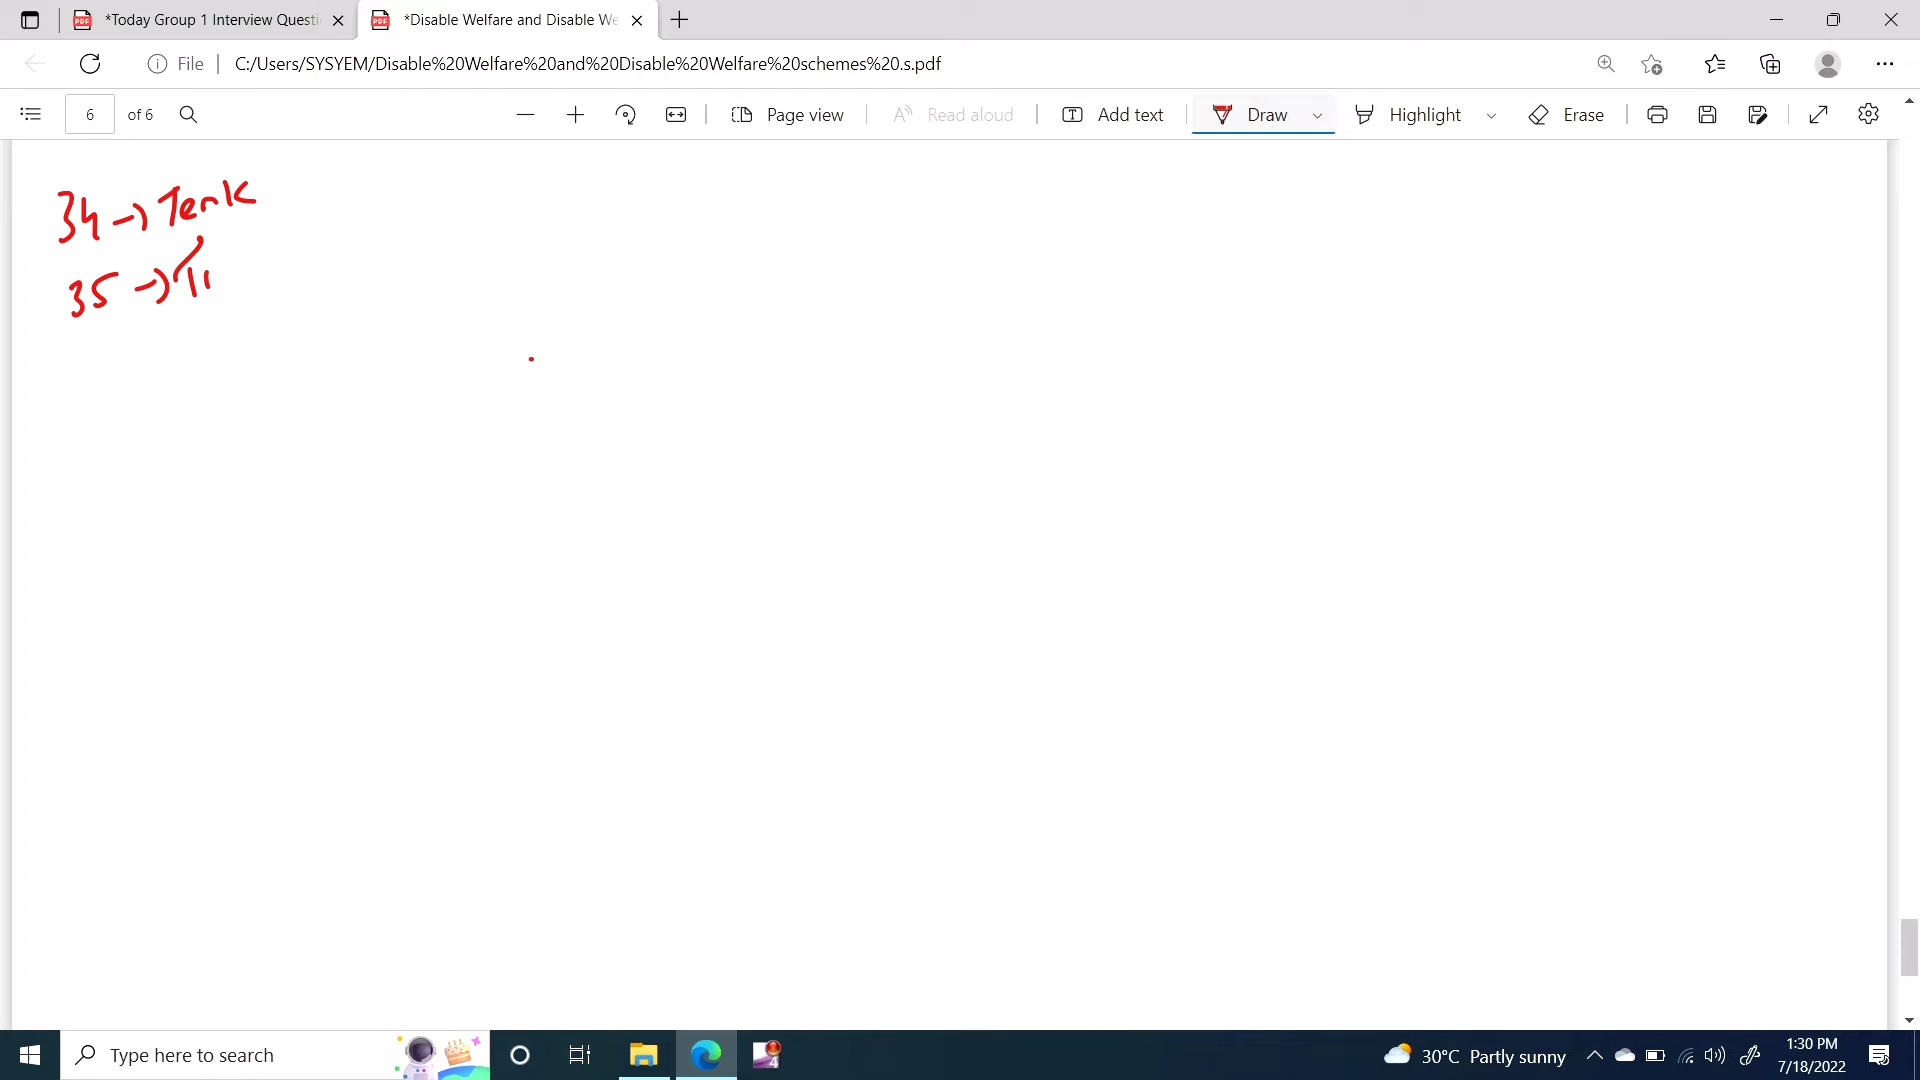 *Today Group 1 Interview Questi
*Disable Welfare and Disable We
File
C:/Users/SYSYEM/Disable%20Welfare%20and%20Disable%20Welfare%20schemes%20.s.pdf
6 of 6
Page view
Read aloud
Add text
Draw
Highlight
Erase
34 → Tenk
35 →
Type here to search
30°C Partly sunny
1:30 PM
7/18/2022